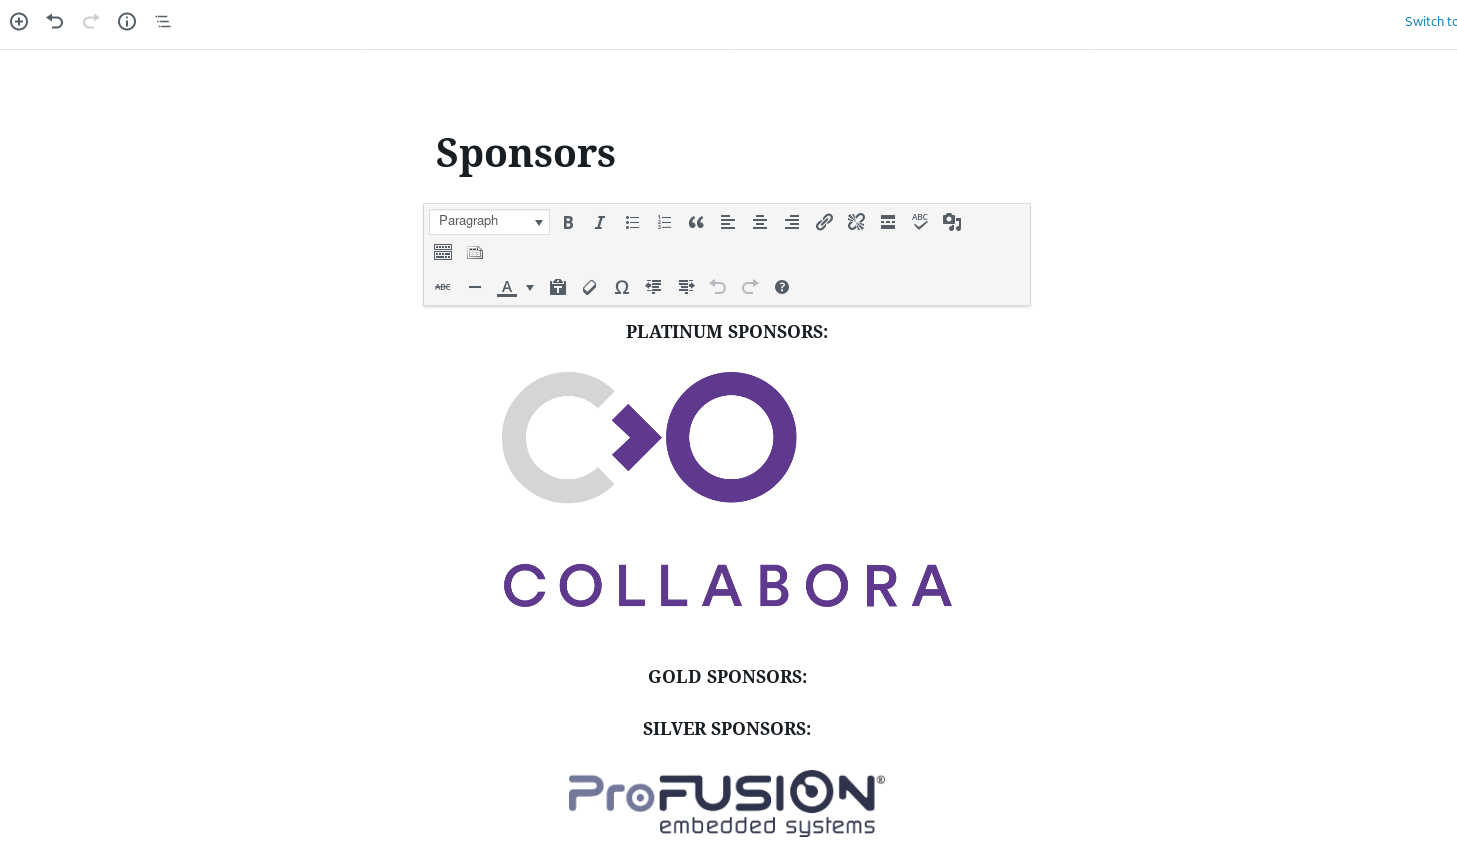 Switch to
Sponsors
Paragraph
B I ABC
ABC A Ω ?
PLATINUM SPONSORS:
COLLABORA
GOLD SPONSORS:
SILVER SPONSORS:
ProFUSION®
embedded systems